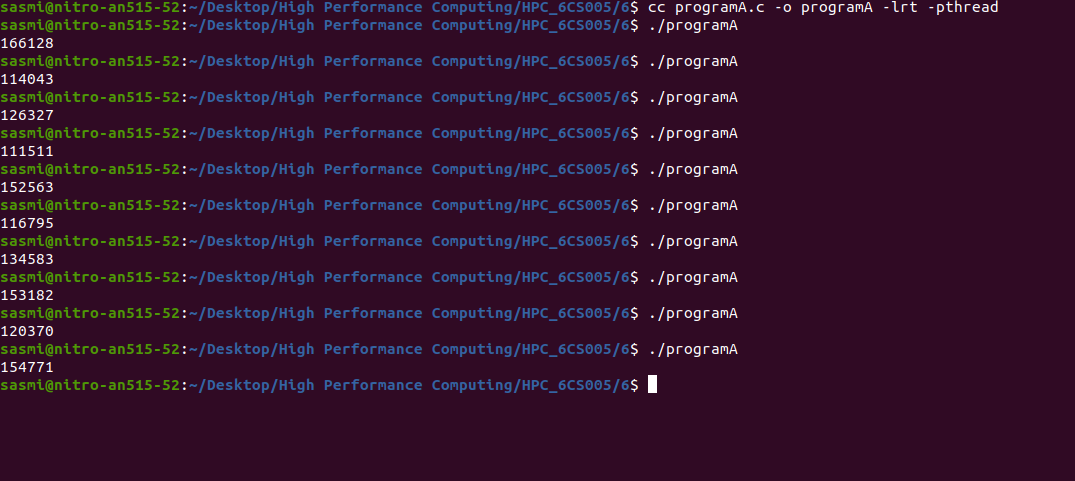 sasmi@nitro-an515-52:~/Desktop/High Performance Computing/HPC_6CS005/6$ cc programA.c -o programA -lrt -pthread
sasmi@nitro-an515-52:~/Desktop/High Performance Computing/HPC_6CS005/6$ ./programA
166128
sasmi@nitro-an515-52:~/Desktop/High Performance Computing/HPC_6CS005/6$ ./programA
114043
sasmi@nitro-an515-52:~/Desktop/High Performance Computing/HPC_6CS005/6$ ./programA
126327
sasmi@nitro-an515-52:~/Desktop/High Performance Computing/HPC_6CS005/6$ ./programA
111511
sasmi@nitro-an515-52:~/Desktop/High Performance Computing/HPC_6CS005/6$ ./programA
152563
sasmi@nitro-an515-52:~/Desktop/High Performance Computing/HPC_6CS005/6$ ./programA
116795
sasmi@nitro-an515-52:~/Desktop/High Performance Computing/HPC_6CS005/6$ ./programA
134583
sasmi@nitro-an515-52:~/Desktop/High Performance Computing/HPC_6CS005/6$ ./programA
153182
sasmi@nitro-an515-52:~/Desktop/High Performance Computing/HPC_6CS005/6$ ./programA
120370
sasmi@nitro-an515-52:~/Desktop/High Performance Computing/HPC_6CS005/6$ ./programA
154771
sasmi@nitro-an515-52:~/Desktop/High Performance Computing/HPC_6CS005/6$